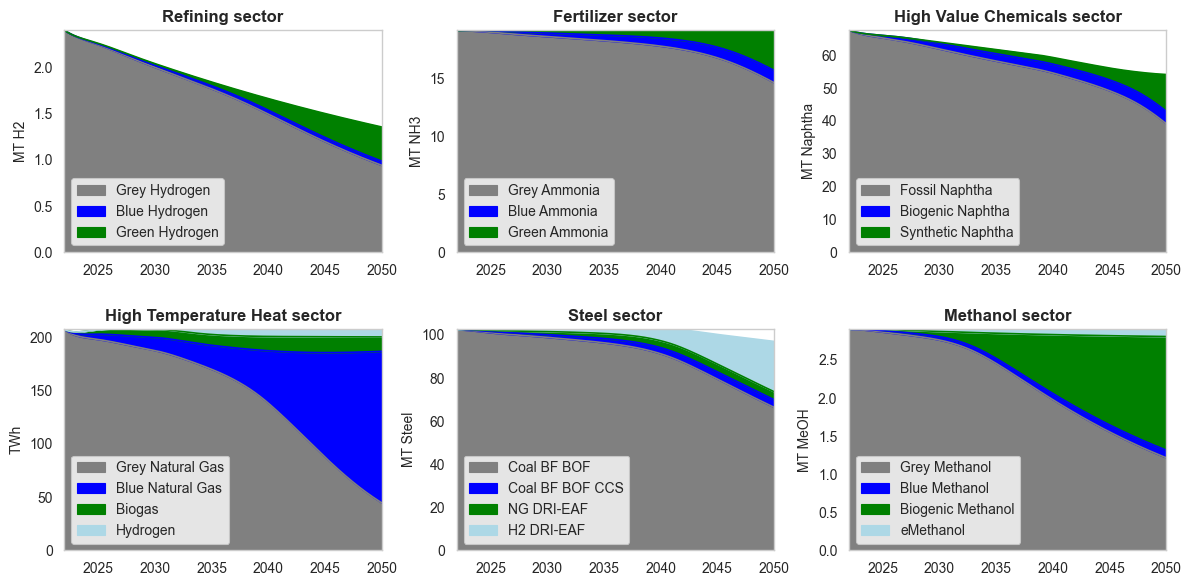 Refining sector
MT H2
2.0
1.5
1.0
0.5
0.0
Grey Hydrogen
Blue Hydrogen
Green Hydrogen
2025 2030 2035 2040 2045 2050
Fertilizer sector
MT NH3
15
10
5
0
Grey Ammonia
Blue Ammonia
Green Ammonia
2025 2030 2035 2040 2045 2050
High Value Chemicals sector
MT Naphtha
60
50
40
30
20
10
0
Fossil Naphtha
Biogenic Naphtha
Synthetic Naphtha
2025 2030 2035 2040 2045 2050
High Temperature Heat sector
TWh
200
150
100
50
0
Grey Natural Gas
Blue Natural Gas
Biogas
Hydrogen
2025 2030 2035 2040 2045 2050
Steel sector
MT Steel
100
80
60
40
20
0
Coal BF BOF
Coal BF BOF CCS
NG DRI-EAF
H2 DRI-EAF
2025 2030 2035 2040 2045 2050
Methanol sector
MT MeOH
2.5
2.0
1.5
1.0
0.5
0.0
Grey Methanol
Blue Methanol
Biogenic Methanol
eMethanol
2025 2030 2035 2040 2045 2050